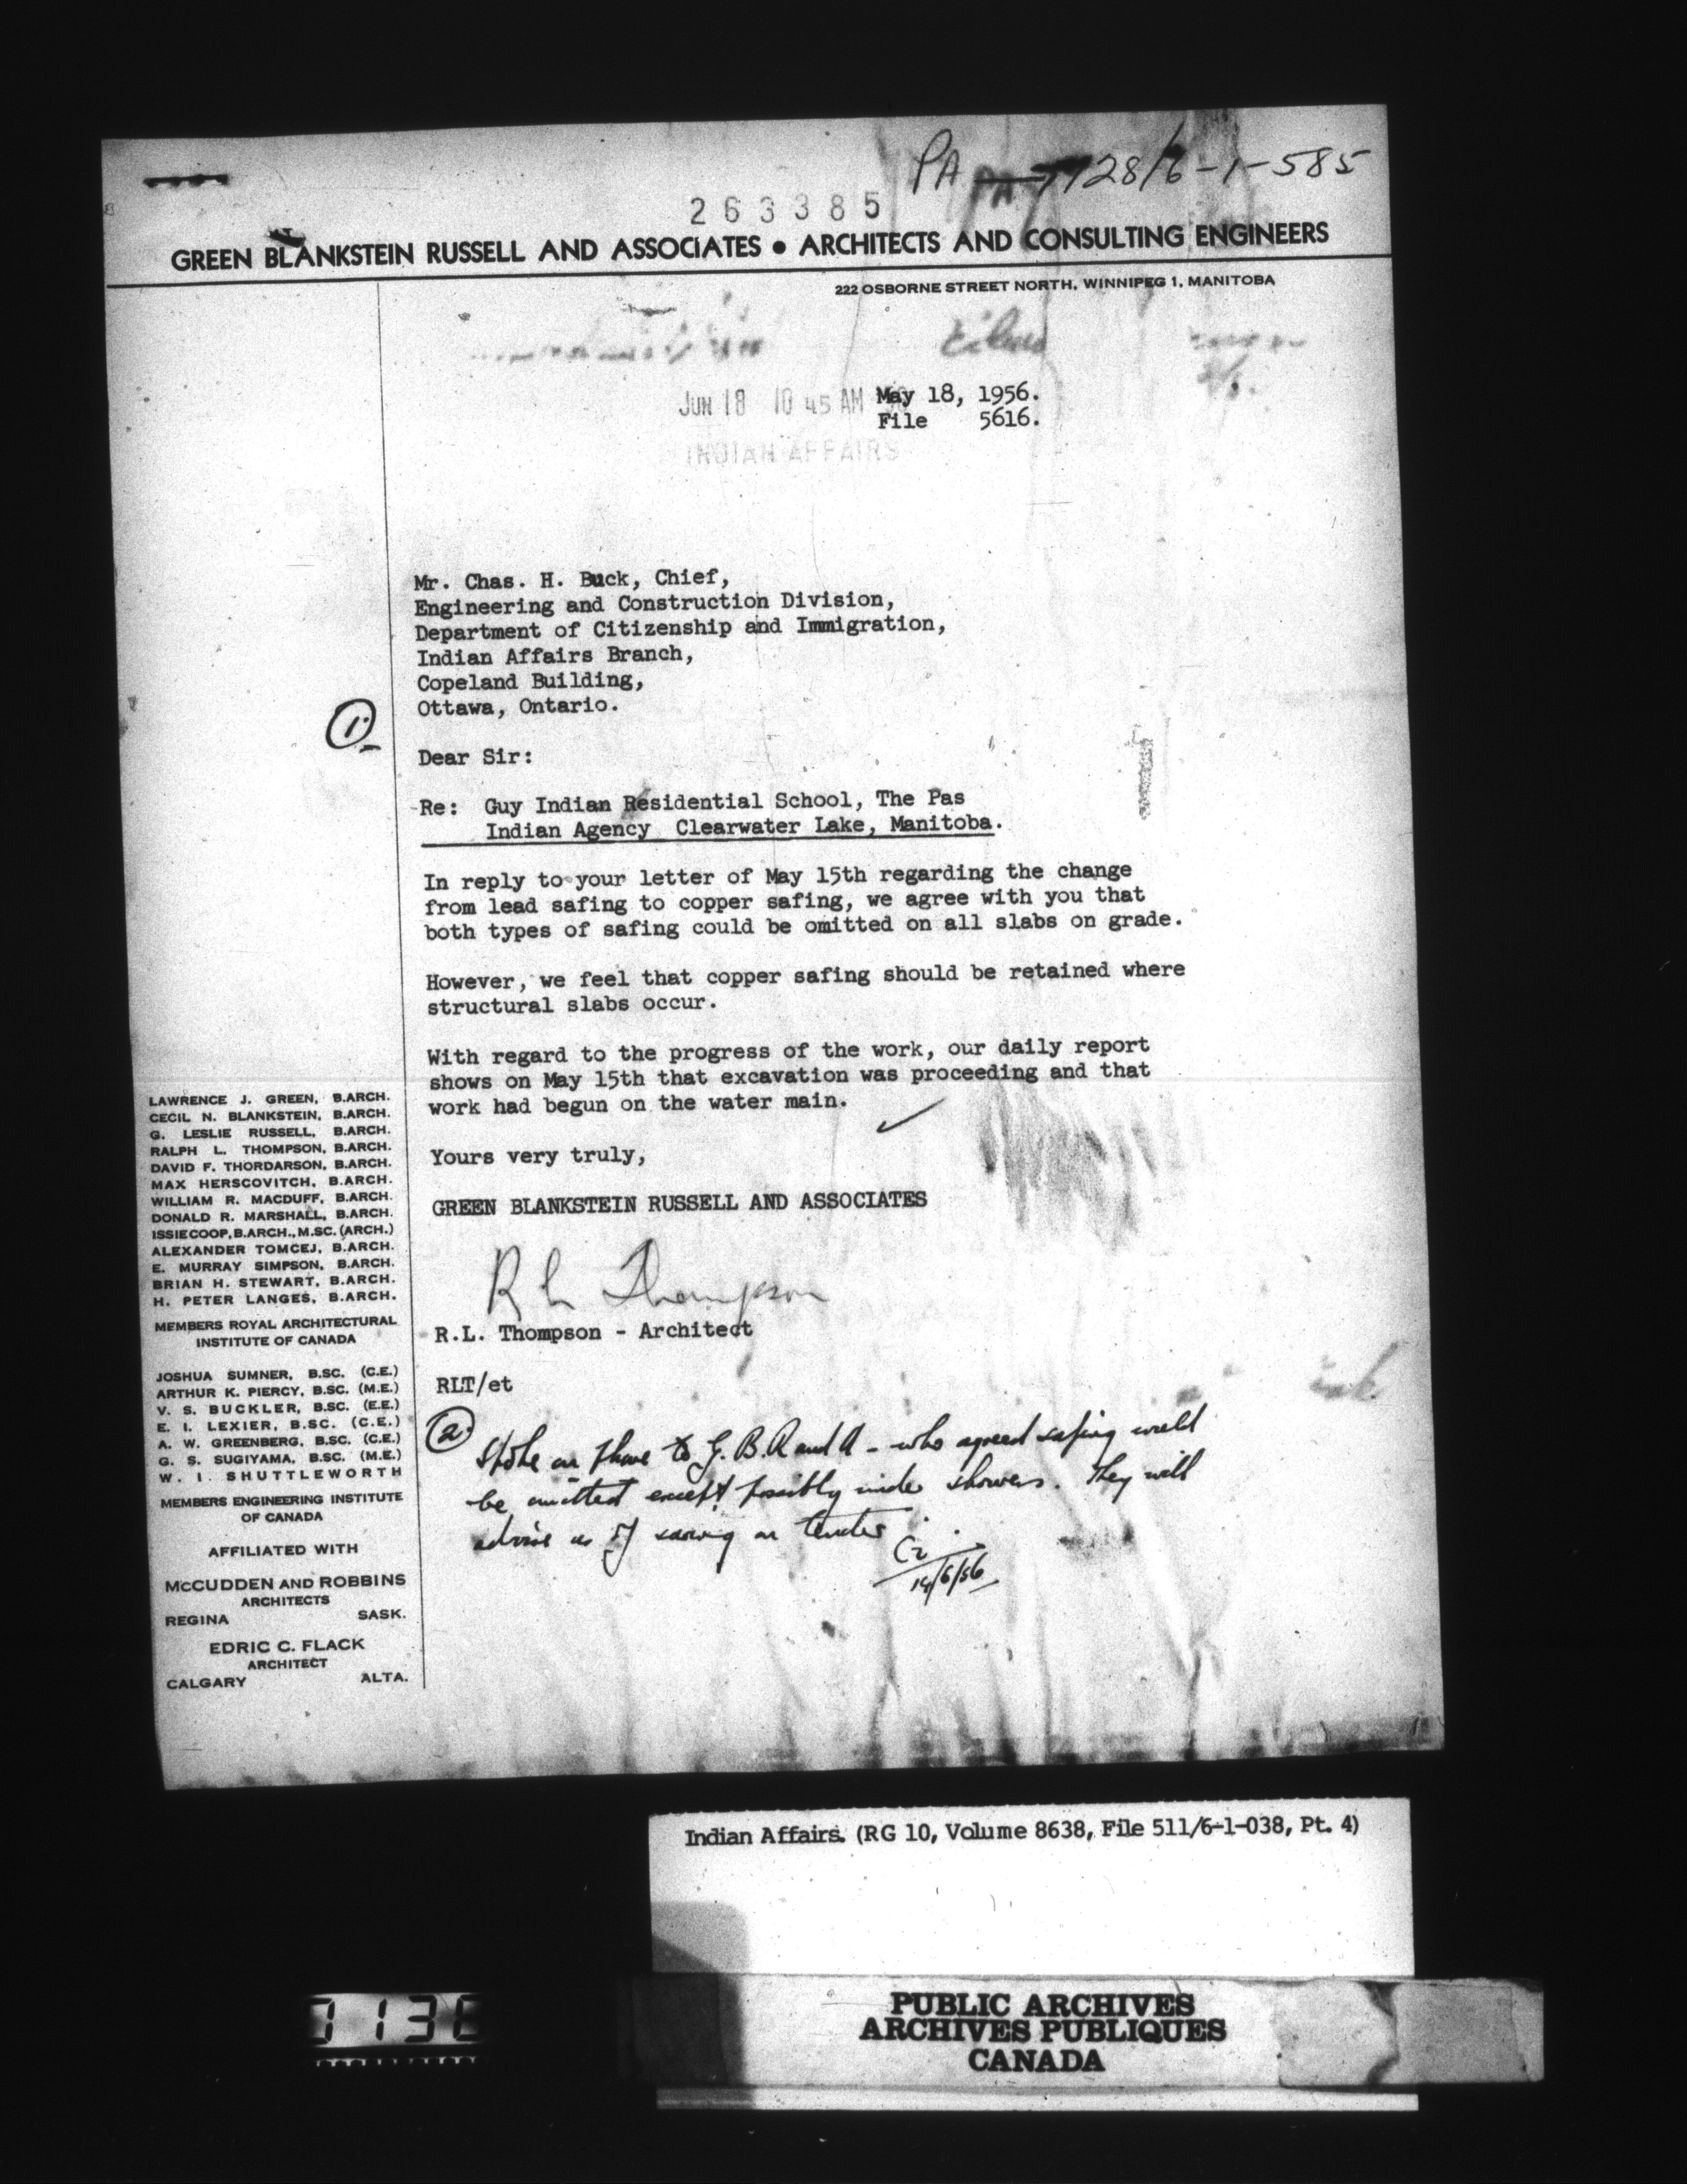 PA 7728/6-1-585
263385
GREEN BLANKSTEIN RUSSELL AND ASSOCIATES • ARCHITECTS AND CONSULTING ENGINEERS
222 OSBORNE STREET NORTH, WINNIPEG 1, MANITOBA
JUN 18 10 45 AM
May 18, 1956.
File 5616.
INDIAN AFFAIRS
Mr. Chas. H. Buck, Chief,
Engineering and Construction Division,
Department of Citizenship and Immigration,
Indian Affairs Branch,
Copeland Building,
Ottawa, Ontario.
1
Dear Sir:
Re: Guy Indian Residential School, The Pas
Indian Agency Clearwater Lake, Manitoba.
In reply to your letter of May 15th regarding the change
from lead safing to copper safing, we agree with you that
both types of safing could be omitted on all slabs on grade.
However, we feel that copper safing should be retained where
structural slabs occur.
With regard to the progress of the work, our daily report
shows on May 15th that excavation was proceeding and that
work had begun on the water main.
Yours very truly,
GREEN BLANKSTEIN RUSSELL AND ASSOCIATES
R L Thompson
R.L. Thompson - Architect
RLT/et
2
Spoke on phone to G. B. R and A - who agreed safing could
be omitted except possibly under showers. They will
advise us of saving on tender.
14/6/56
LAWRENCE J. GREEN, B.ARCH.
CECIL N. BLANKSTEIN, B.ARCH.
G. LESLIE RUSSELL, B.ARCH.
RALPH L. THOMPSON, B.ARCH.
DAVID F. THORDARSON, B.ARCH.
MAX HERSCOVITCH, B.ARCH.
WILLIAM R. MACDUFF, B.ARCH.
DONALD R. MARSHALL, B.ARCH.
ISSIE COOP, B.ARCH., M.SC. (ARCH.)
ALEXANDER TOMCEJ, B.ARCH.
E. MURRAY SIMPSON, B.ARCH.
BRIAN H. STEWART, B.ARCH.
H. PETER LANGES, B.ARCH.
MEMBERS ROYAL ARCHITECTURAL
INSTITUTE OF CANADA
JOSHUA SUMNER, B.SC. (C.E.)
ARTHUR K. PIERCY, B.SC. (M.E.)
V. S. BUCKLER, B.SC. (E.E.)
E. I. LEXIER, B.SC. (C.E.)
A. W. GREENBERG, B.SC. (C.E.)
G. S. SUGIYAMA, B.SC. (M.E.)
W. I. SHUTTLEWORTH
MEMBERS ENGINEERING INSTITUTE
OF CANADA
AFFILIATED WITH
McCUDDEN AND ROBBINS
ARCHITECTS
REGINA SASK.
EDRIC C. FLACK
ARCHITECT
CALGARY ALTA.
Indian Affairs. (RG 10, Volume 8638, File 511/6-1-038, Pt. 4)
PUBLIC ARCHIVES
ARCHIVES PUBLIQUES
CANADA